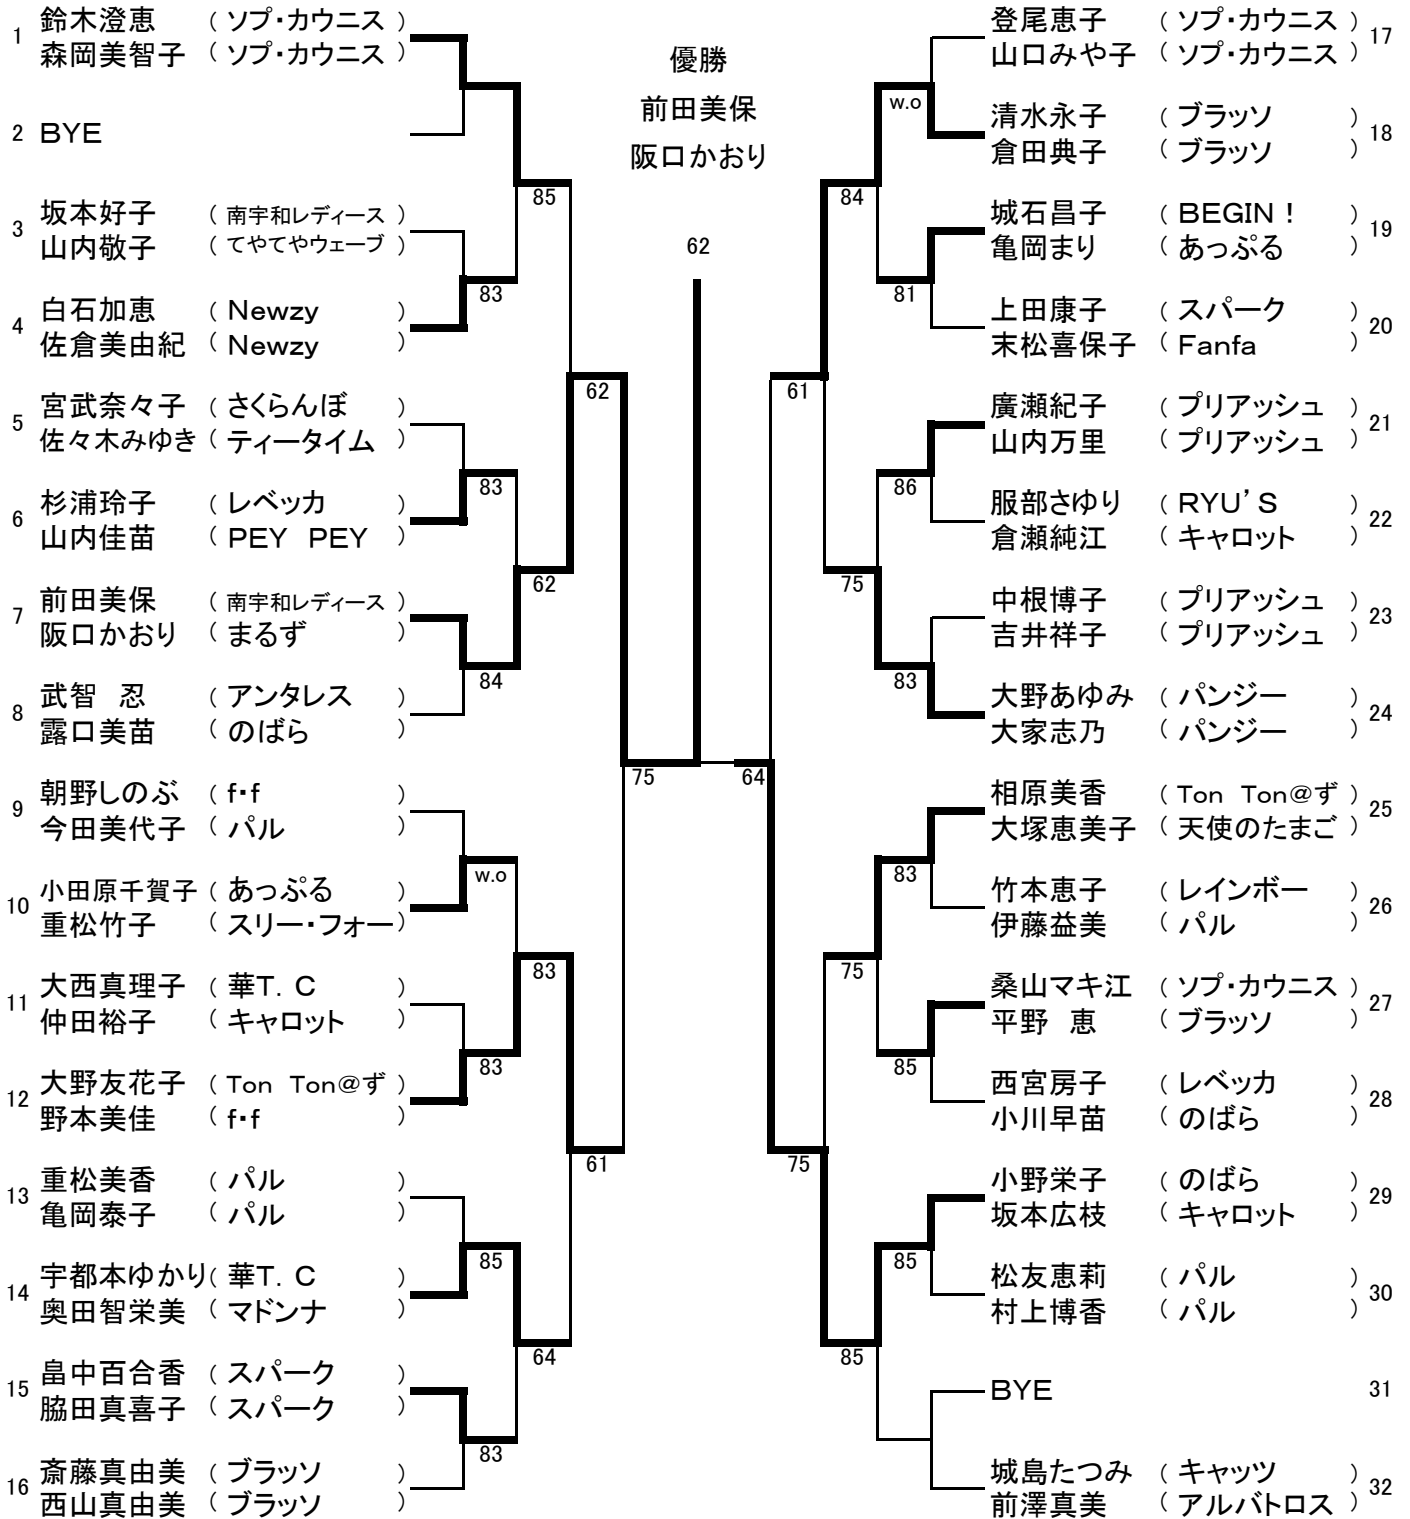 優勝
前田美保
阪口かおり
62
1 鈴木澄恵 （ ソプ・カウニス ）
森岡美智子 （ ソプ・カウニス ）
2 BYE
85
3 坂本好子 （ 南宇和レディース ）
山内敬子 （ てやてやウェーブ ）
83
4 白石加恵 （ Newzy ）
佐倉美由紀 （ Newzy ）
62
5 宮武奈々子 （ さくらんぼ ）
佐々木みゆき （ ティータイム ）
83
6 杉浦玲子 （ レベッカ ）
山内佳苗 （ PEY PEY ）
62
7 前田美保 （ 南宇和レディース ）
阪口かおり （ まるず ）
84
8 武智 忍 （ アンタレス ）
露口美苗 （ のばら ）
75
9 朝野しのぶ （ f・f ）
今田美代子 （ パル ）
w.o
10 小田原千賀子 （ あっぷる ）
重松竹子 （ スリー・フォー ）
83
11 大西真理子 （ 華T．C ）
仲田裕子 （ キャロット ）
83
12 大野友花子 （ Ton Ton@ず ）
野本美佳 （ f・f ）
61
13 重松美香 （ パル ）
亀岡泰子 （ パル ）
85
14 宇都本ゆかり （ 華T．C ）
奥田智栄美 （ マドンナ ）
64
15 畠中百合香 （ スパーク ）
脇田真喜子 （ スパーク ）
83
16 斎藤真由美 （ ブラッソ ）
西山真由美 （ ブラッソ ）
登尾恵子 （ ソプ・カウニス ） 17
山口みや子 （ ソプ・カウニス ）
w.o
清水永子 （ ブラッソ ） 18
倉田典子 （ ブラッソ ）
84
城石昌子 （ BEGIN！ ） 19
亀岡まり （ あっぷる ）
81
上田康子 （ スパーク ） 20
末松喜保子 （ Fanfa ）
61
廣瀬紀子 （ プリアッシュ ） 21
山内万里 （ プリアッシュ ）
86
服部さゆり （ RYU’S ） 22
倉瀬純江 （ キャロット ）
75
中根博子 （ プリアッシュ ） 23
吉井祥子 （ プリアッシュ ）
83
大野あゆみ （ パンジー ） 24
大家志乃 （ パンジー ）
64
相原美香 （ Ton Ton@ず ） 25
大塚恵美子 （ 天使のたまご ）
83
竹本恵子 （ レインボー ） 26
伊藤益美 （ パル ）
75
桑山マキ江 （ ソプ・カウニス ） 27
平野 恵 （ ブラッソ ）
85
西宮房子 （ レベッカ ） 28
小川早苗 （ のばら ）
75
小野栄子 （ のばら ） 29
坂本広枝 （ キャロット ）
85
松友恵莉 （ パル ） 30
村上博香 （ パル ）
85
BYE 31
城島たつみ （ キャッツ ） 32
前澤真美 （ アルバトロス ）